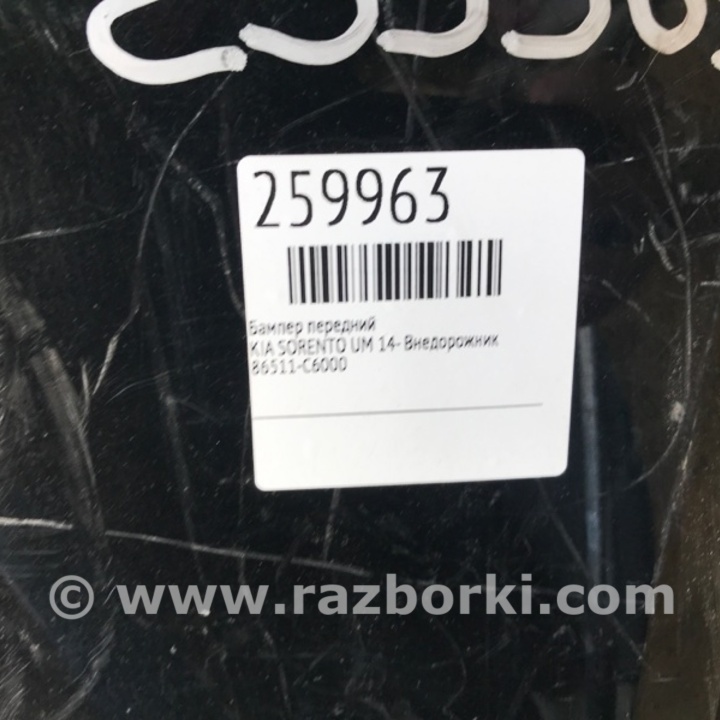 259963
Бампер передний
KIA SORENTO UM 14- Внедорожник
86511-C6000
© www.razborki.com